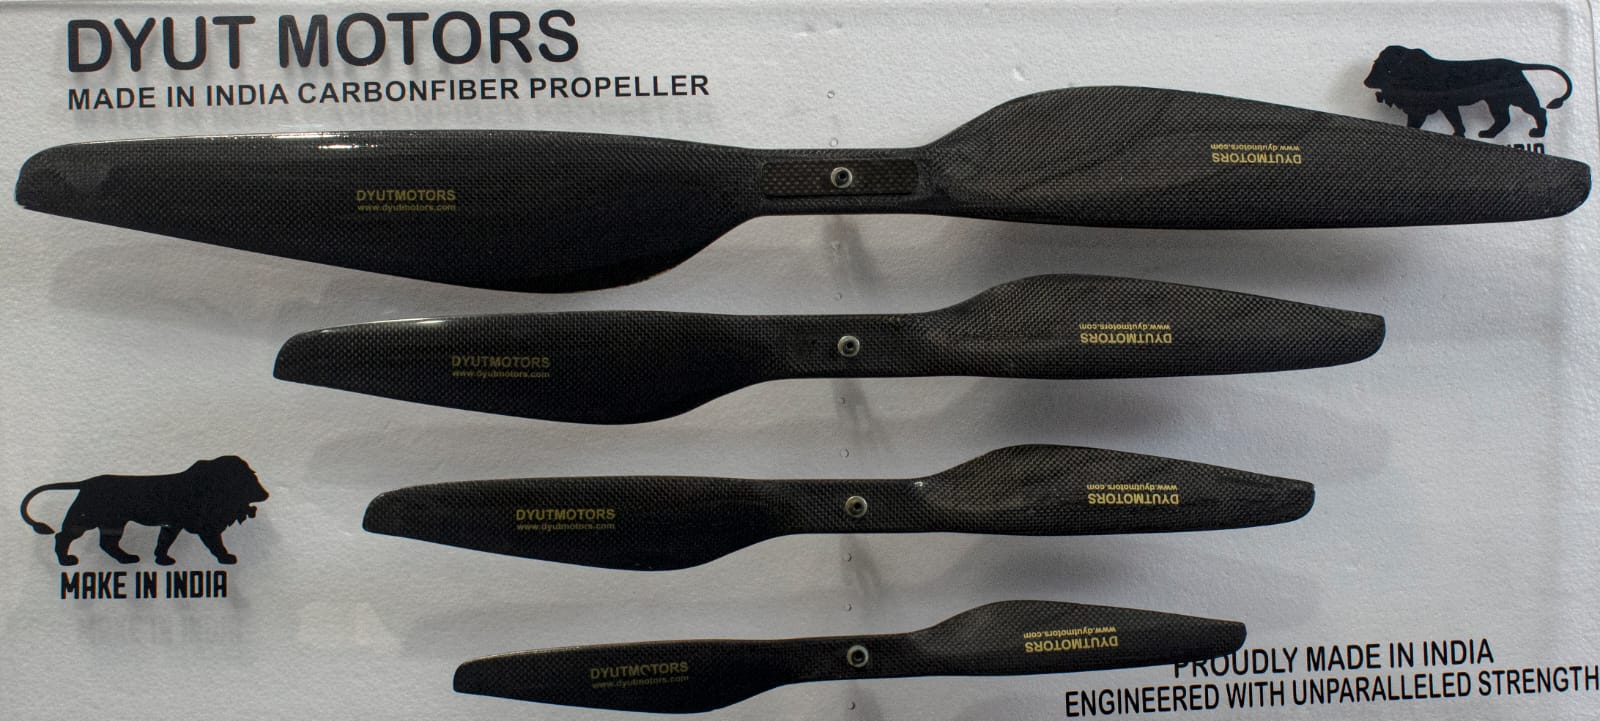 DYUT MOTORS
MADE IN INDIA CARBONFIBER PROPELLER
DYUTMOTORS
www.dyutmotors.com
DYUTMOTORS
www.dyutmotors.com
DYUTMOTORS
www.dyutmotors.com
DYUTMOTORS
www.dyutmotors.com
DYUTMOTORS
www.dyutmotors.com
DYUTMOTORS
www.dyutmotors.com
MAKE IN INDIA
DYUTMOTORS
www.dyutmotors.com
DYUTMOTORS
www.dyutmotors.com
PROUDLY MADE IN INDIA
ENGINEERED WITH UNPARALLELED STRENGTH